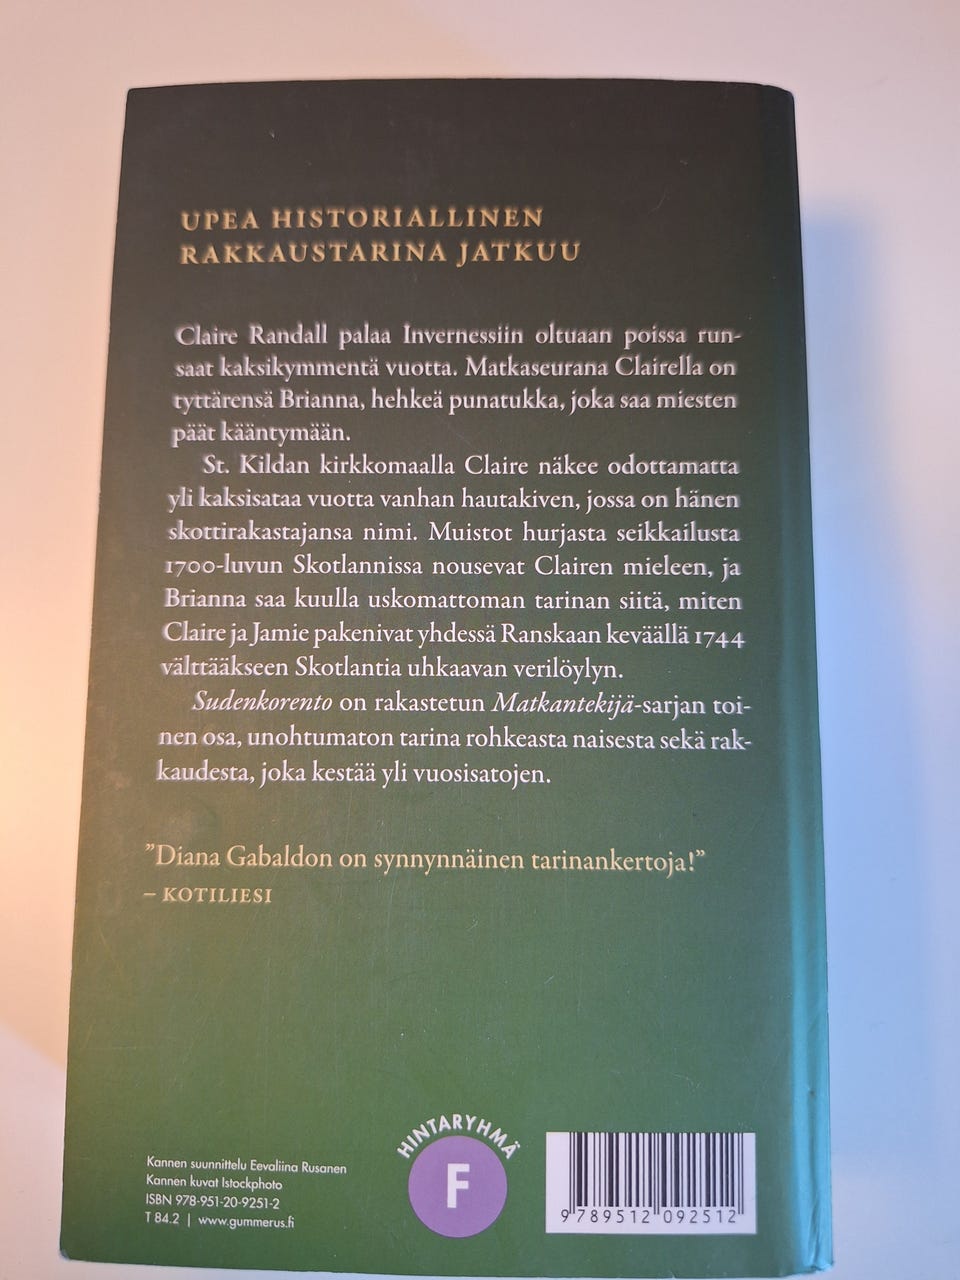 UPEA HISTORIALLINEN
RAKKAUSTARINA JATKUU
Claire Randall palaa Invernessiin oltuaan poissa run-
saat kaksikymmentä vuotta. Matkaseurana Clairella on
tyttärensä Brianna, hehkeä punatukka, joka saa miesten
päät kääntymään.
St. Kildan kirkkomaalla Claire näkee odottamatta
yli kaksisataa vuotta vanhan hautakiven, jossa on hänen
skottirakastajansa nimi. Muistot hurjasta seikkailusta
1700-luvun Skotlannissa nousevat Clairen mieleen, ja
Brianna saa kuulla uskomattoman tarinan siitä, miten
Claire ja Jamie pakenivat yhdessä Ranskaan keväällä 1744
välttääkseen Skotlantia uhkaavan verilöylyn.
Sudenkorento on rakastetun Matkantekijä-sarjan toi-
nen osa, unohtumaton tarina rohkeasta naisesta sekä rak-
kaudesta, joka kestää yli vuosisatojen.
”Diana Gabaldon on synnynnäinen tarinankertoja!”
– KOTILIESI
Kannen suunnittelu Eevaliina Rusanen
Kannen kuvat Istockphoto
ISBN 978-951-20-9251-2
T 84.2 | www.gummerus.fi
HINTARYHMÄ
F
9 789512 092512